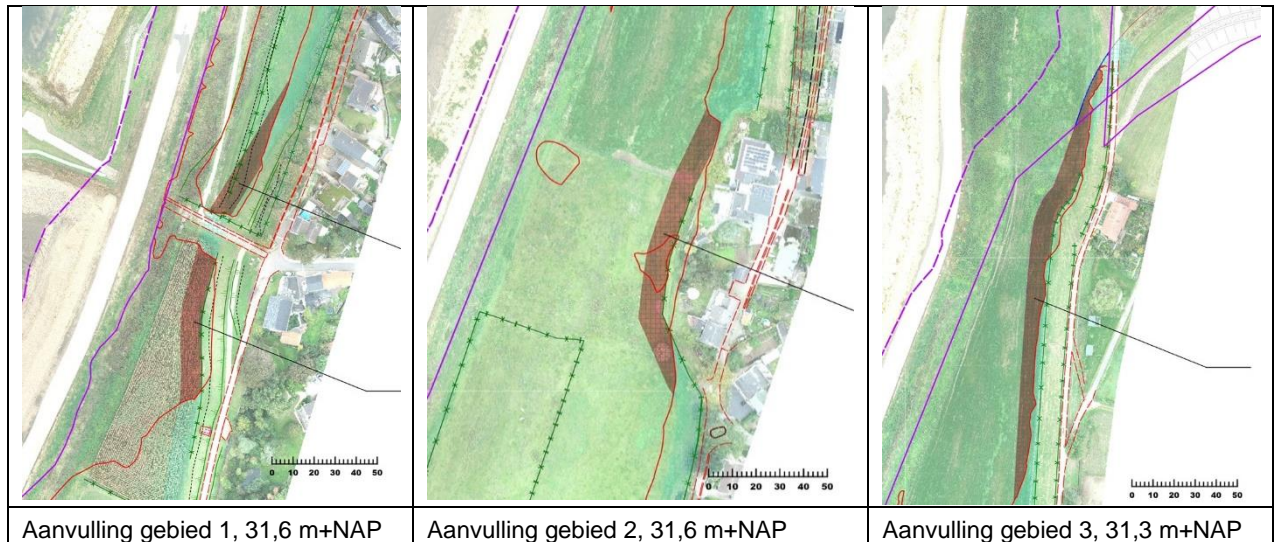 0 10 20 30 40 50
0 10 20 30 40 50
0 10 20 30 40 50
Aanvulling gebied 1, 31,6 m+NAP
Aanvulling gebied 2, 31,6 m+NAP
Aanvulling gebied 3, 31,3 m+NAP